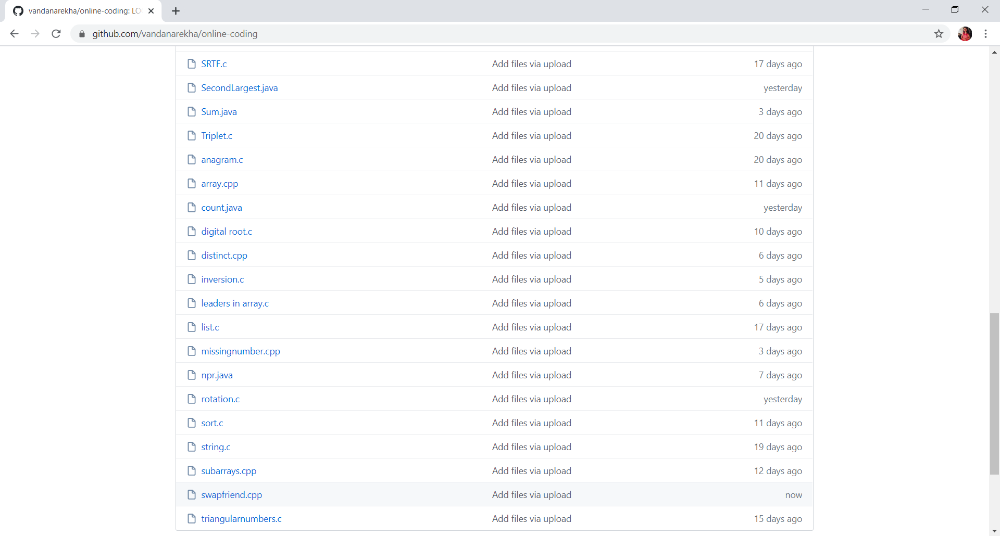 vandanarekha/online-coding: LO
github.com/vandanarekha/online-coding
SRTF.c Add files via upload 17 days ago
SecondLargest.java Add files via upload yesterday
Sum.java Add files via upload 3 days ago
Triplet.c Add files via upload 20 days ago
anagram.c Add files via upload 20 days ago
array.cpp Add files via upload 11 days ago
count.java Add files via upload yesterday
digital root.c Add files via upload 10 days ago
distinct.cpp Add files via upload 6 days ago
inversion.c Add files via upload 5 days ago
leaders in array.c Add files via upload 6 days ago
list.c Add files via upload 17 days ago
missingnumber.cpp Add files via upload 3 days ago
npr.java Add files via upload 7 days ago
rotation.c Add files via upload yesterday
sort.c Add files via upload 11 days ago
string.c Add files via upload 19 days ago
subarrays.cpp Add files via upload 12 days ago
swapfriend.cpp Add files via upload now
triangularnumbers.c Add files via upload 15 days ago